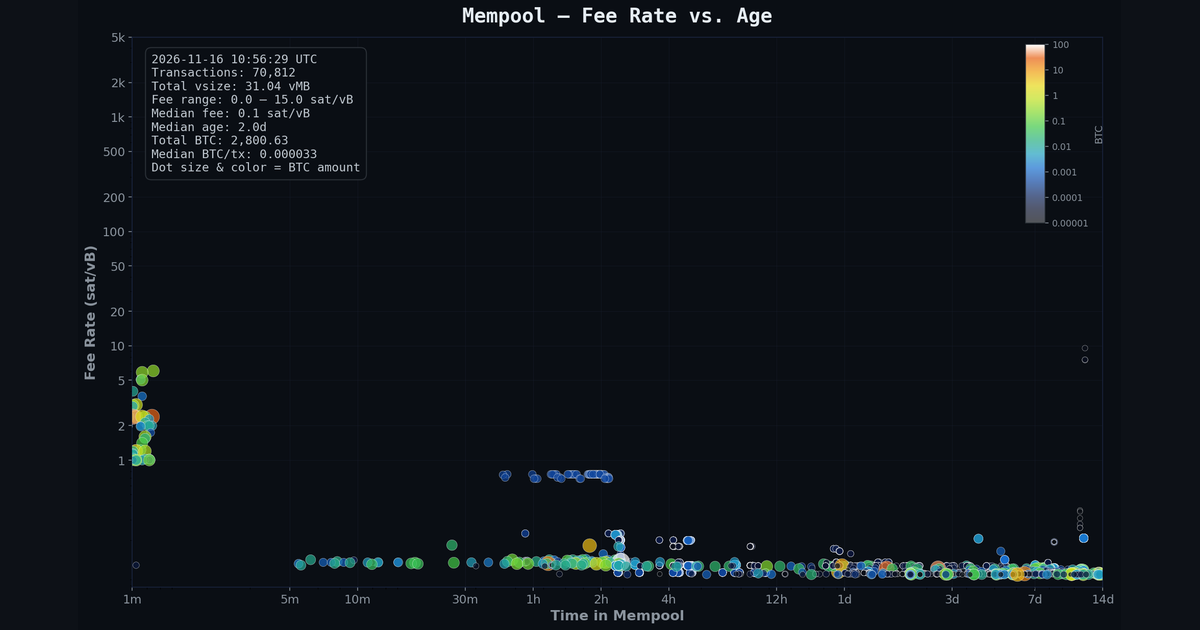 Mempool — Fee Rate vs. Age
2026-11-16 10:56:29 UTC
Transactions: 70,812
Total vsize: 31.04 vMB
Fee range: 0.0 — 15.0 sat/vB
Median fee: 0.1 sat/vB
Median age: 2.0d
Total BTC: 2,800.63
Median BTC/tx: 0.000033
Dot size & color = BTC amount
100
10
1
0.1
0.01
0.001
0.0001
0.00001
BTC
Fee Rate (sat/vB)
5k
2k
1k
500
200
100
50
20
10
5
2
1
1m 5m 10m 30m 1h 2h 4h 12h 1d 3d 7d 14d
Time in Mempool